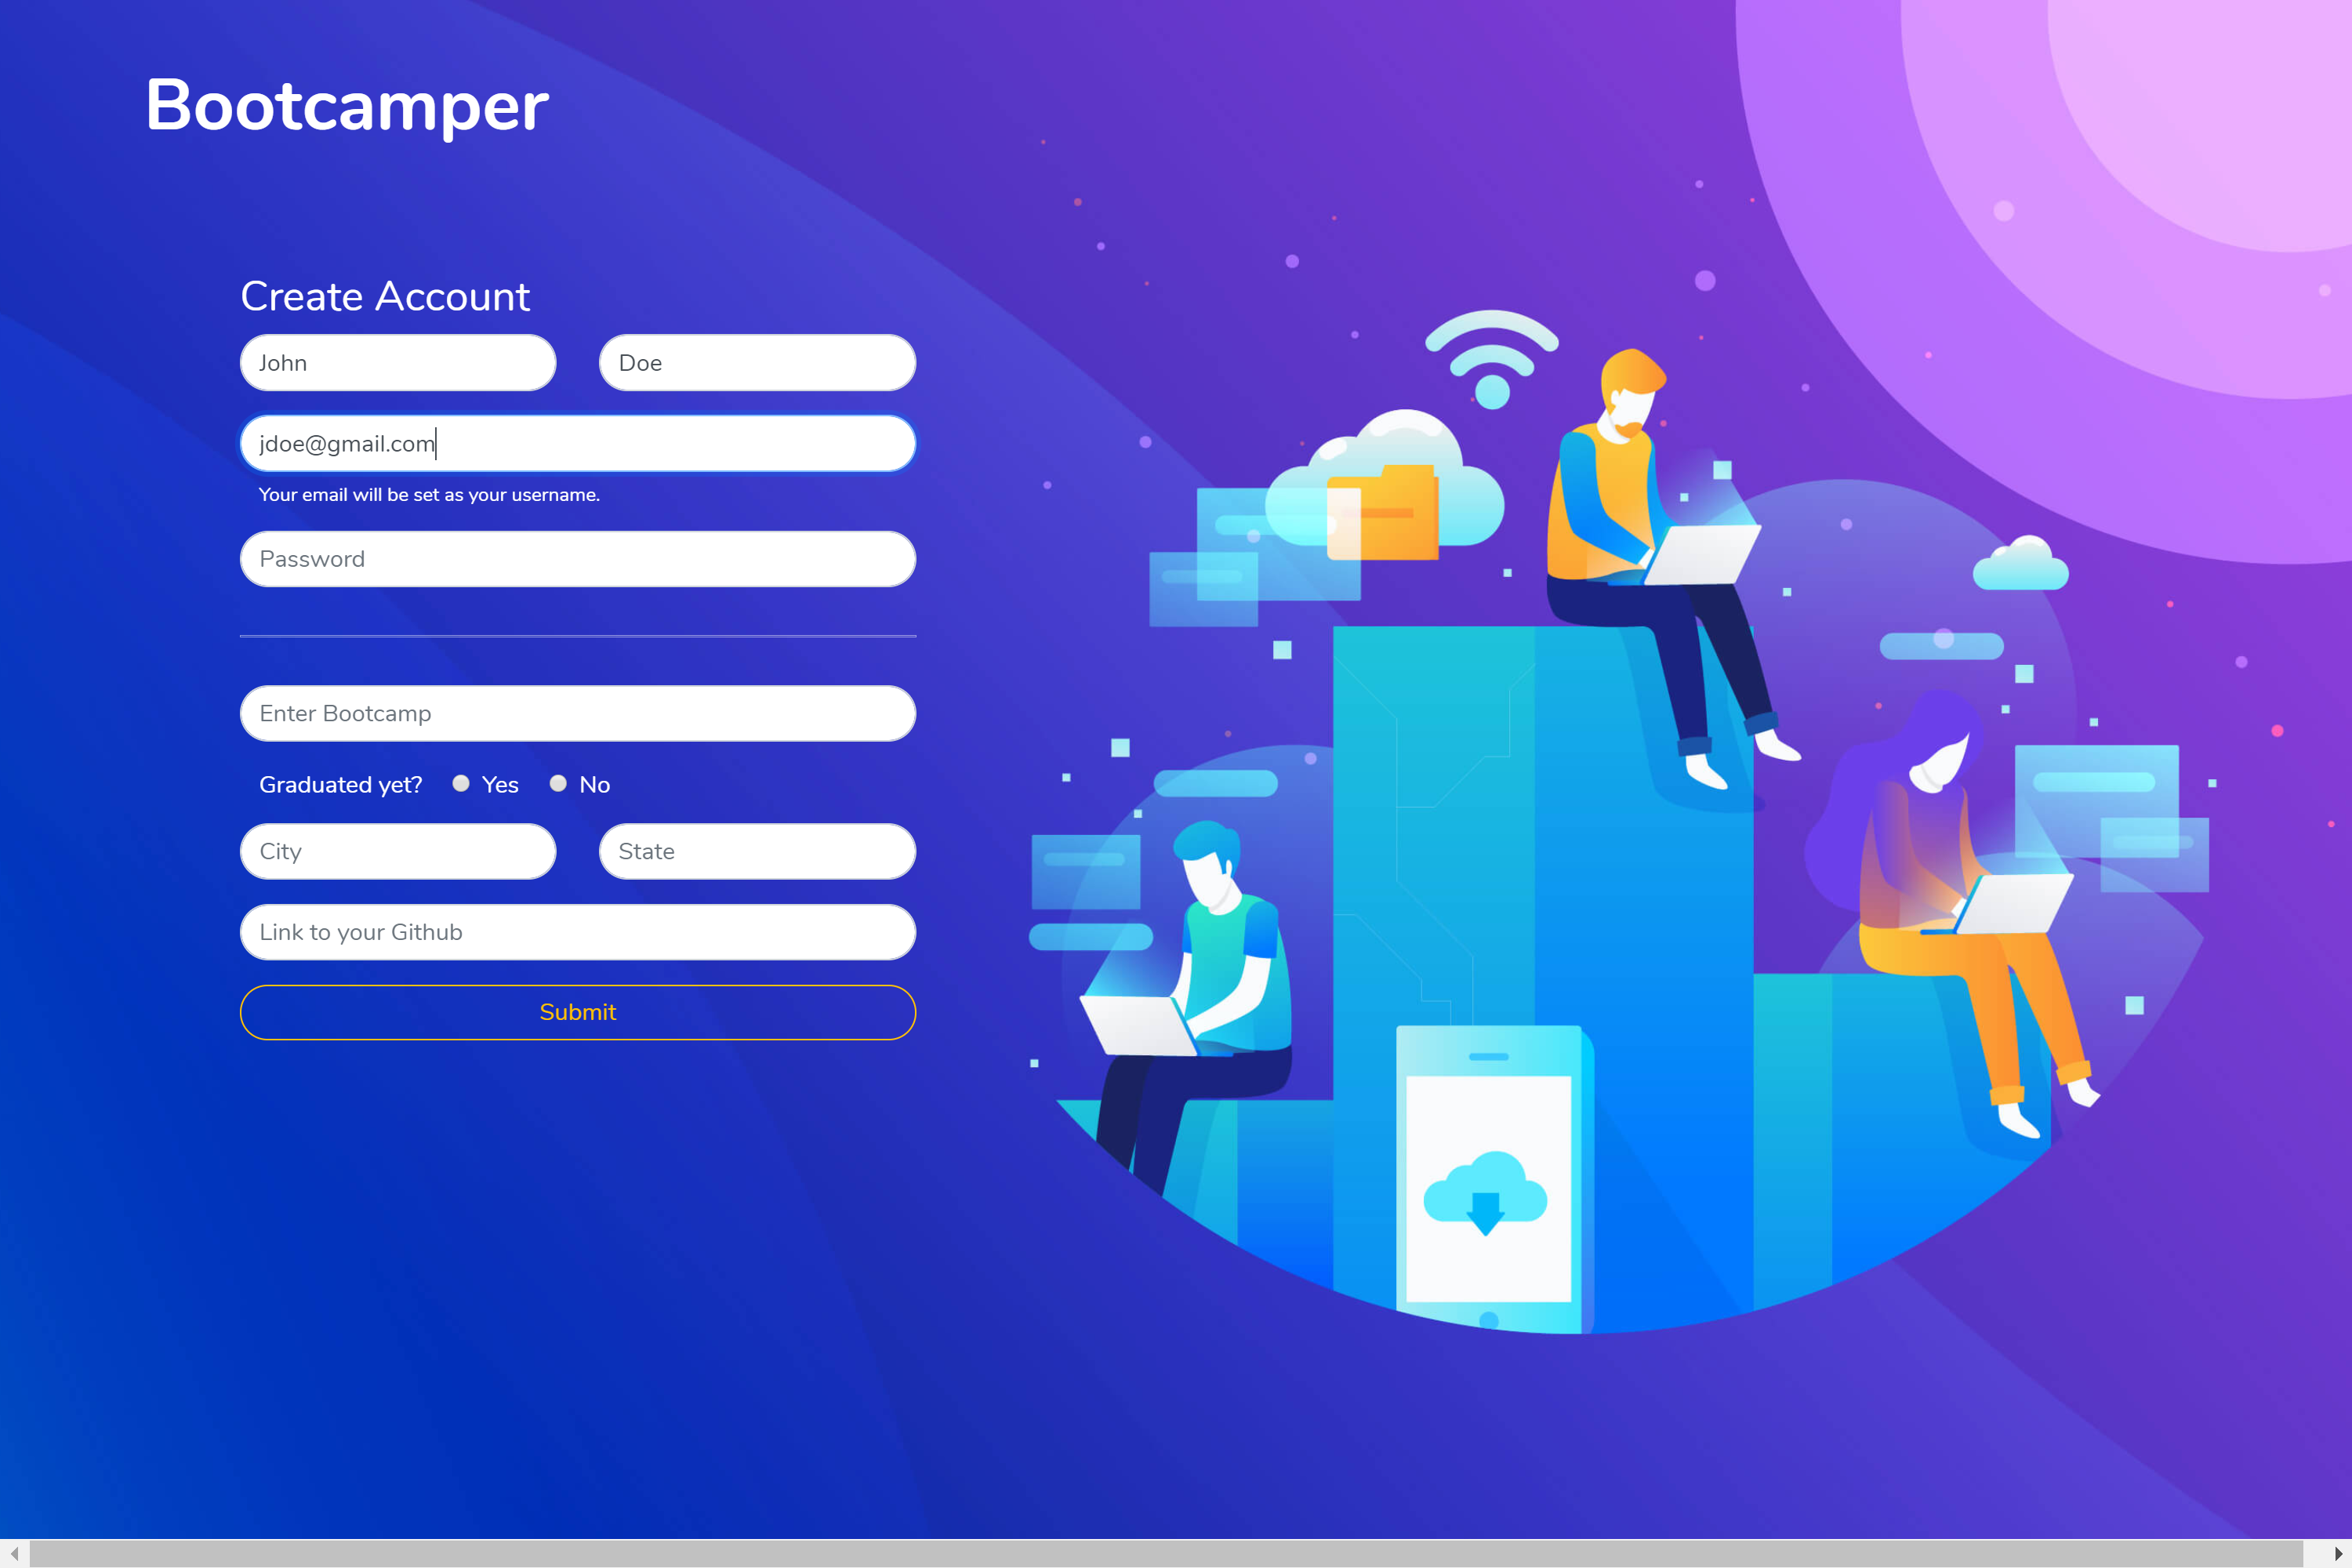 Bootcamper
Create Account
John Doe
jdoe@gmail.com
Your email will be set as your username.
Password
Enter Bootcamp
Graduated yet? Yes No
City State
Link to your Github
Submit